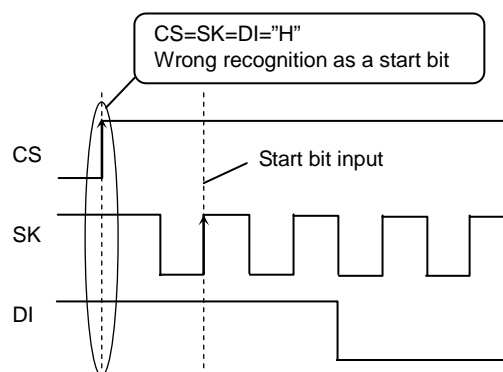 CS=SK=DI=”H”
Wrong recognition as a start bit
CS
Start bit input
SK
DI